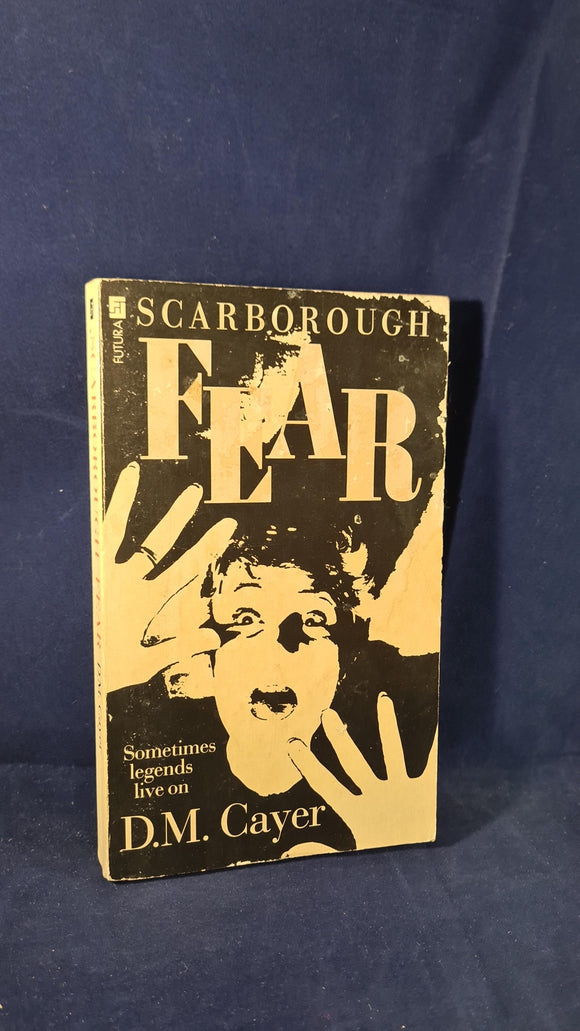 FUTURA
SCARBOROUGH
FEAR
Sometimes
legends
live on
D.M. Cayer